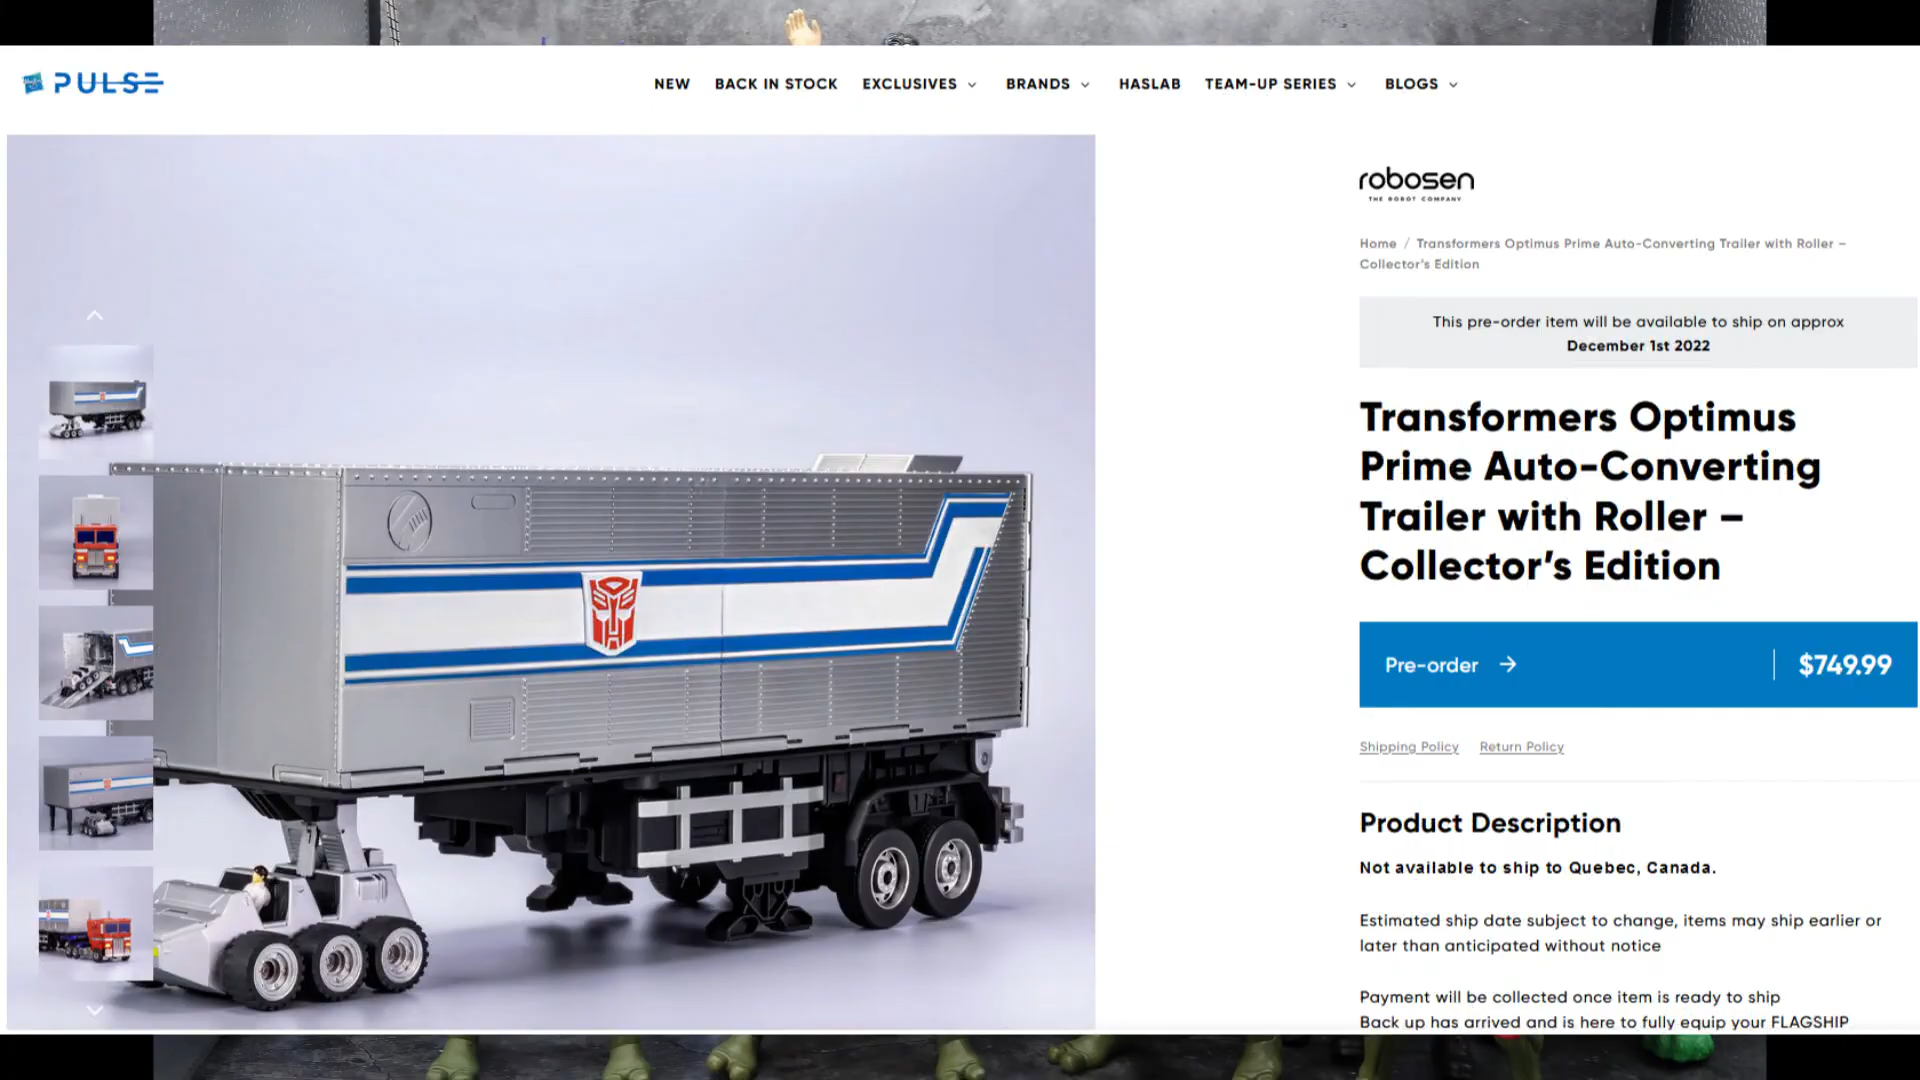 PULSE
NEW BACK IN STOCK EXCLUSIVES BRANDS HASLAB TEAM-UP SERIES BLOGS
robosen
THE ROBOT COMPANY
Home / Transformers Optimus Prime Auto-Converting Trailer with Roller –
Collector's Edition
This pre-order item will be available to ship on approx
December 1st 2022
Transformers Optimus
Prime Auto-Converting
Trailer with Roller –
Collector's Edition
Pre-order → $749.99
Shipping Policy Return Policy
Product Description
Not available to ship to Quebec, Canada.
Estimated ship date subject to change, items may ship earlier or
later than anticipated without notice
Payment will be collected once item is ready to ship
Back up has arrived and is here to fully equip your FLAGSHIP